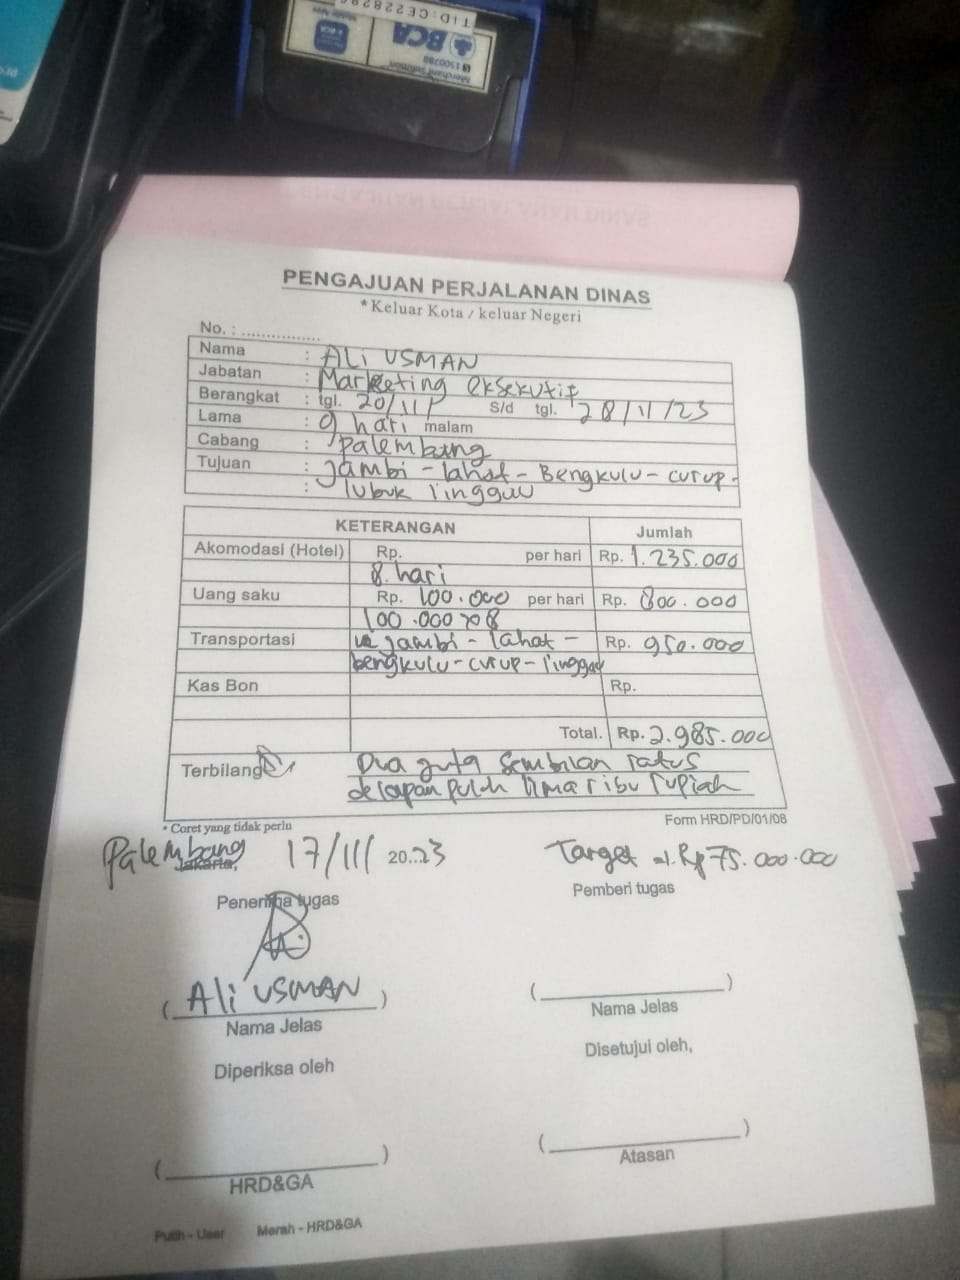 TID:CEZ2829
BCA
1500788
Merchant Solution
PENGAJUAN PERJALANAN DINAS
* Keluar Kota / keluar Negeri
No. : ................
Nama : ALI USMAN
Jabatan : Marketing eksekutif
Berangkat : tgl. 20/11/ S/d tgl. 28/11/23
Lama : 9 hari malam
Cabang : palembang
Tujuan : jambi - lahat - Bengkulu - curup -
: lubuk linggau
KETERANGAN Jumlah
Akomodasi (Hotel) Rp. per hari Rp. 1.235.000
8. hari
Uang saku Rp. 100.000 per hari Rp. 800.000
100.000 x 8
Transportasi ke jambi - lahat - Rp. 950.000
bengkulu - curup - linggau
Kas Bon Rp.
Total. Rp. 2.985.000
Terbilang Dua juta sembilan ratus
delapan puluh lima ribu rupiah
* Coret yang tidak perlu Form HRD/PD/01/08
Palembang Jakarta, 17/11/ 20..23 Target Rp 75.000.000
Penerima tugas Pemberi tugas
( Ali USMAN ) ( )
Nama Jelas Nama Jelas
Diperiksa oleh Disetujui oleh,
( ) ( )
HRD&GA Atasan
Putih - User Merah - HRD&GA